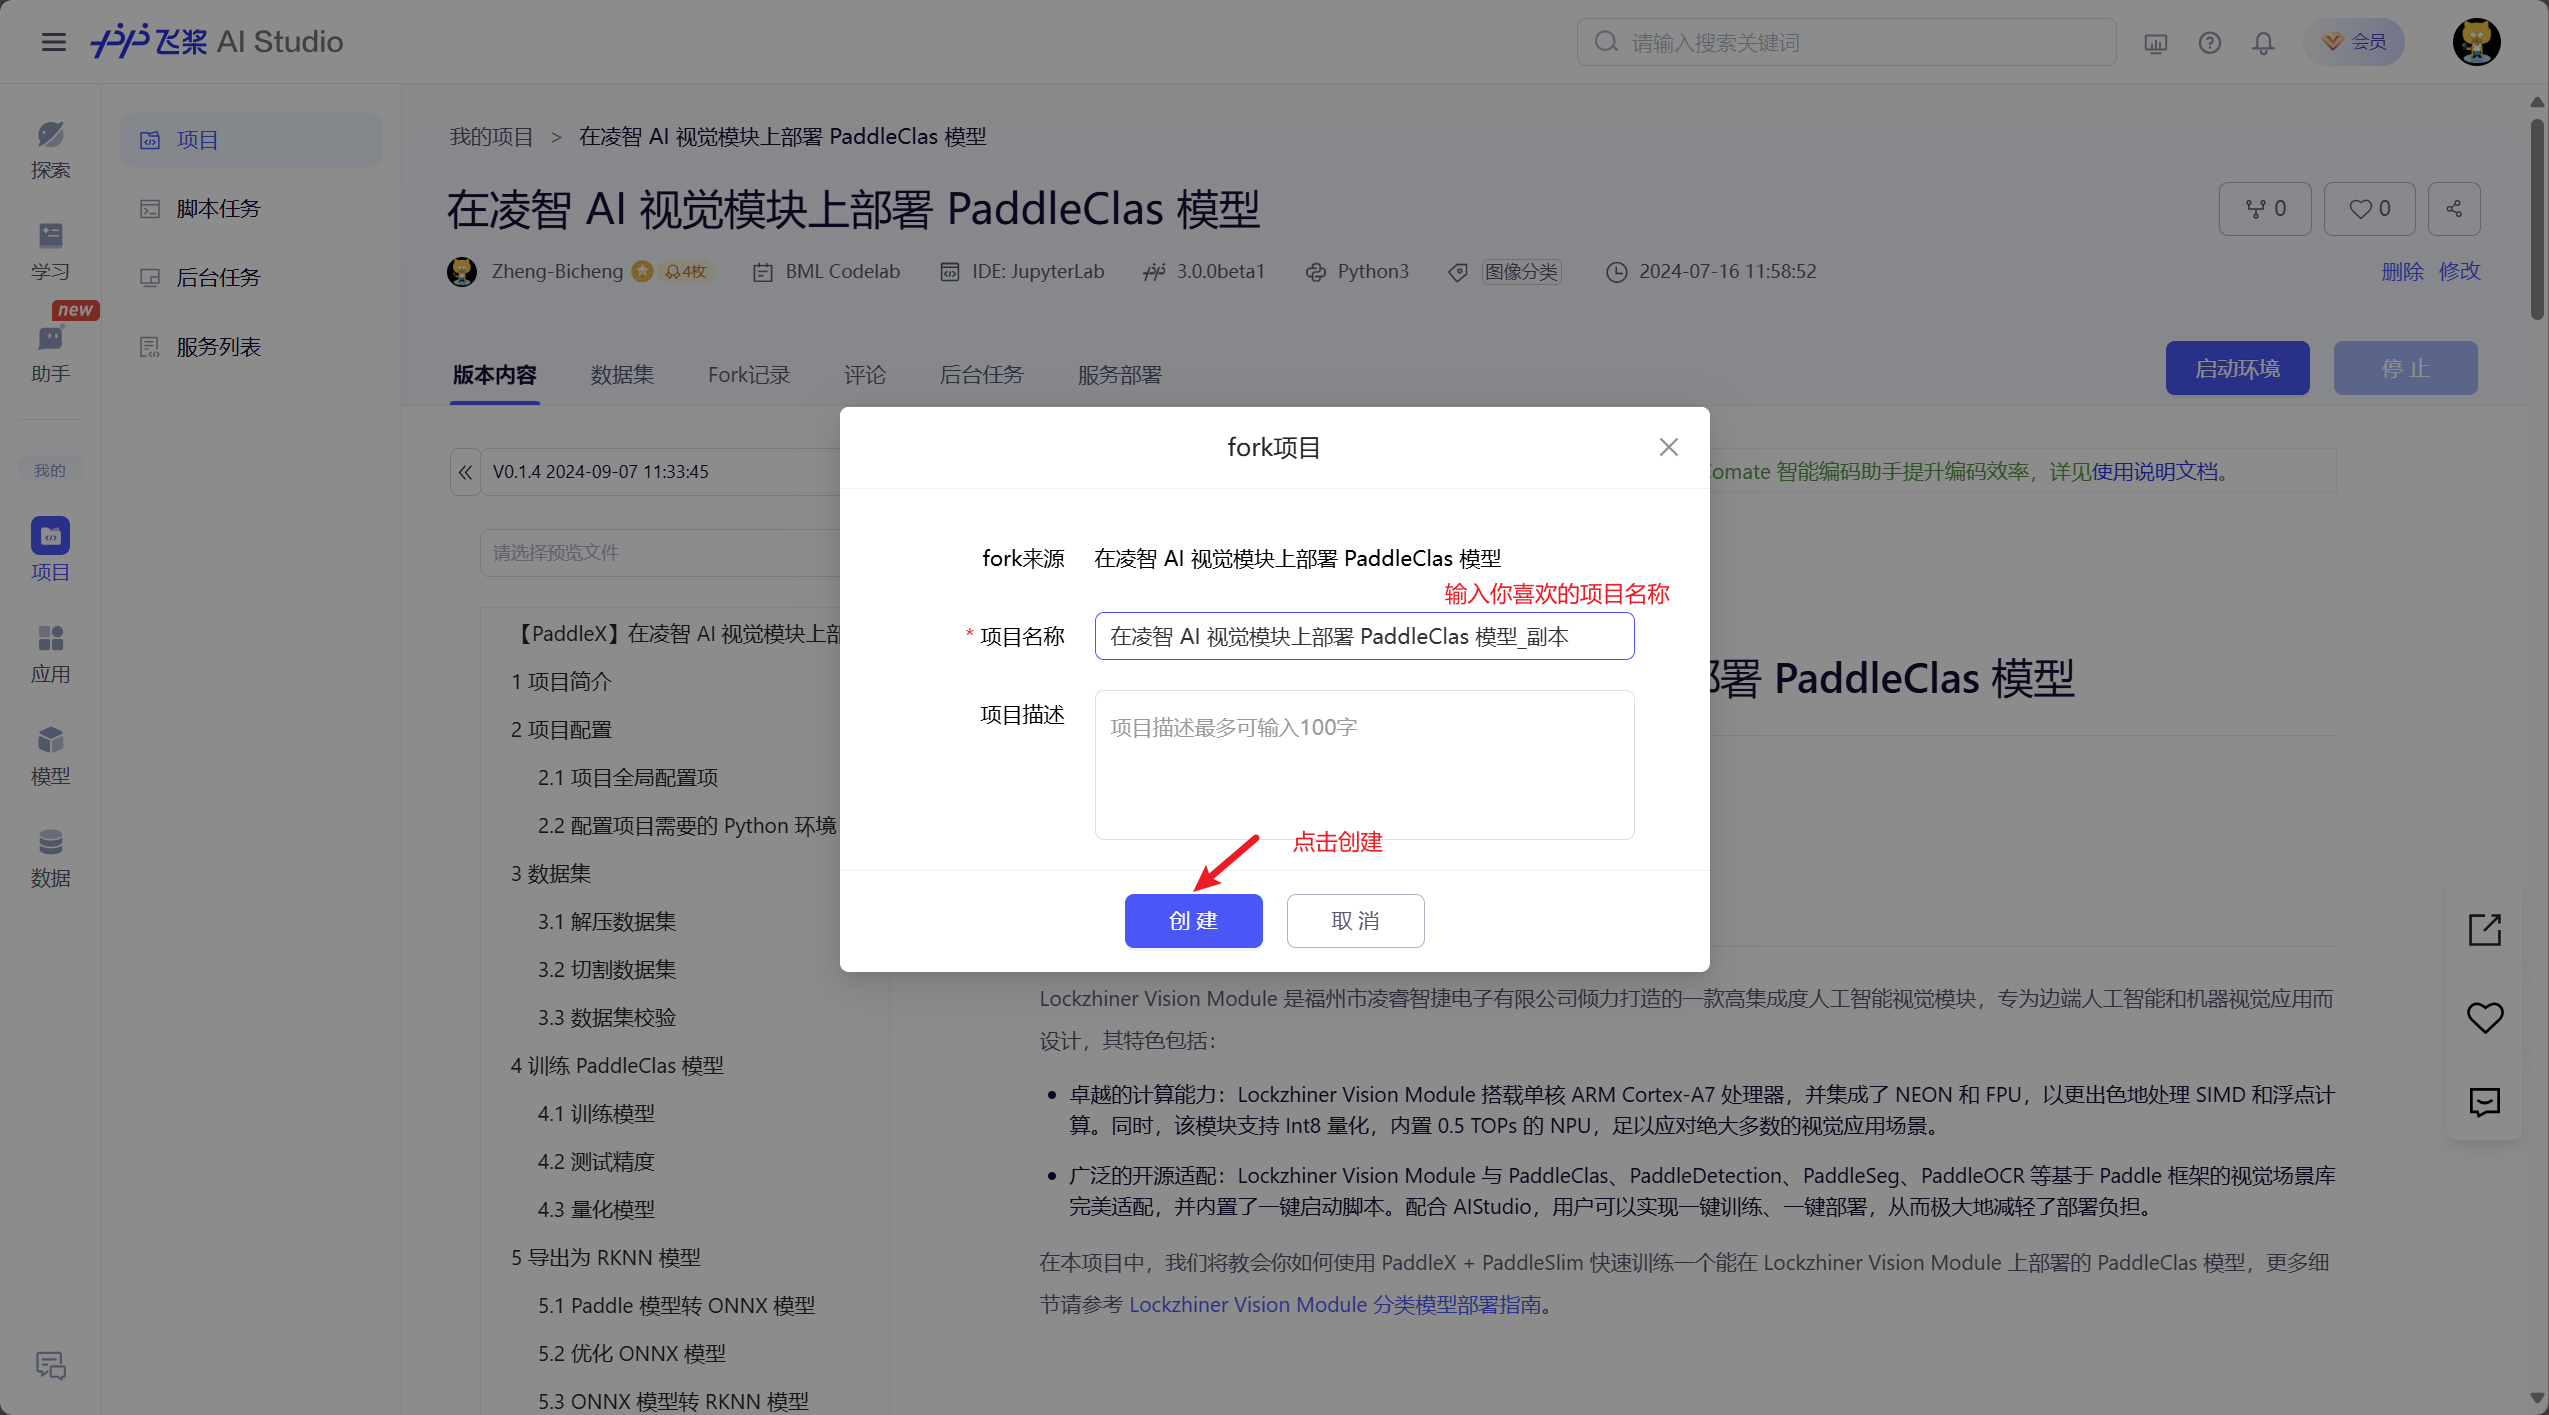 飞桨 AI Studio
请输入搜索关键词
会员
探索
学习
new
助手
我的
项目
应用
模型
数据
项目
脚本任务
后台任务
服务列表
我的项目 > 在凌智 AI 视觉模块上部署 PaddleClas 模型
在凌智 AI 视觉模块上部署 PaddleClas 模型
0
0
Zheng-Bicheng 4枚 BML Codelab IDE: JupyterLab 3.0.0beta1 Python3 图像分类 2024-07-16 11:58:52
删除 修改
版本内容 数据集 Fork记录 评论 后台任务 服务部署
启动环境 停 止
V0.1.4 2024-09-07 11:33:45
omate 智能编码助手提升编码效率，详见使用说明文档。
请选择预览文件
【PaddleX】在凌智 AI 视觉模块上部
1 项目简介
2 项目配置
2.1 项目全局配置项
2.2 配置项目需要的 Python 环境
3 数据集
3.1 解压数据集
3.2 切割数据集
3.3 数据集校验
4 训练 PaddleClas 模型
4.1 训练模型
4.2 测试精度
4.3 量化模型
5 导出为 RKNN 模型
5.1 Paddle 模型转 ONNX 模型
5.2 优化 ONNX 模型
5.3 ONNX 模型转 RKNN 模型
fork项目
fork来源 在凌智 AI 视觉模块上部署 PaddleClas 模型
输入你喜欢的项目名称
* 项目名称 在凌智 AI 视觉模块上部署 PaddleClas 模型_副本
项目描述 项目描述最多可输入100字
点击创建
创 建 取 消
部署 PaddleClas 模型
Lockzhiner Vision Module 是福州市凌睿智捷电子有限公司倾力打造的一款高集成度人工智能视觉模块，专为边端人工智能和机器视觉应用而
设计，其特色包括：
• 卓越的计算能力：Lockzhiner Vision Module 搭载单核 ARM Cortex-A7 处理器，并集成了 NEON 和 FPU，以更出色地处理 SIMD 和浮点计
算。同时，该模块支持 Int8 量化，内置 0.5 TOPs 的 NPU，足以应对绝大多数的视觉应用场景。
• 广泛的开源适配：Lockzhiner Vision Module 与 PaddleClas、PaddleDetection、PaddleSeg、PaddleOCR 等基于 Paddle 框架的视觉场景库
完美适配，并内置了一键启动脚本。配合 AIStudio，用户可以实现一键训练、一键部署，从而极大地减轻了部署负担。
在本项目中，我们将教会你如何使用 PaddleX + PaddleSlim 快速训练一个能在 Lockzhiner Vision Module 上部署的 PaddleClas 模型，更多细
节请参考 Lockzhiner Vision Module 分类模型部署指南。